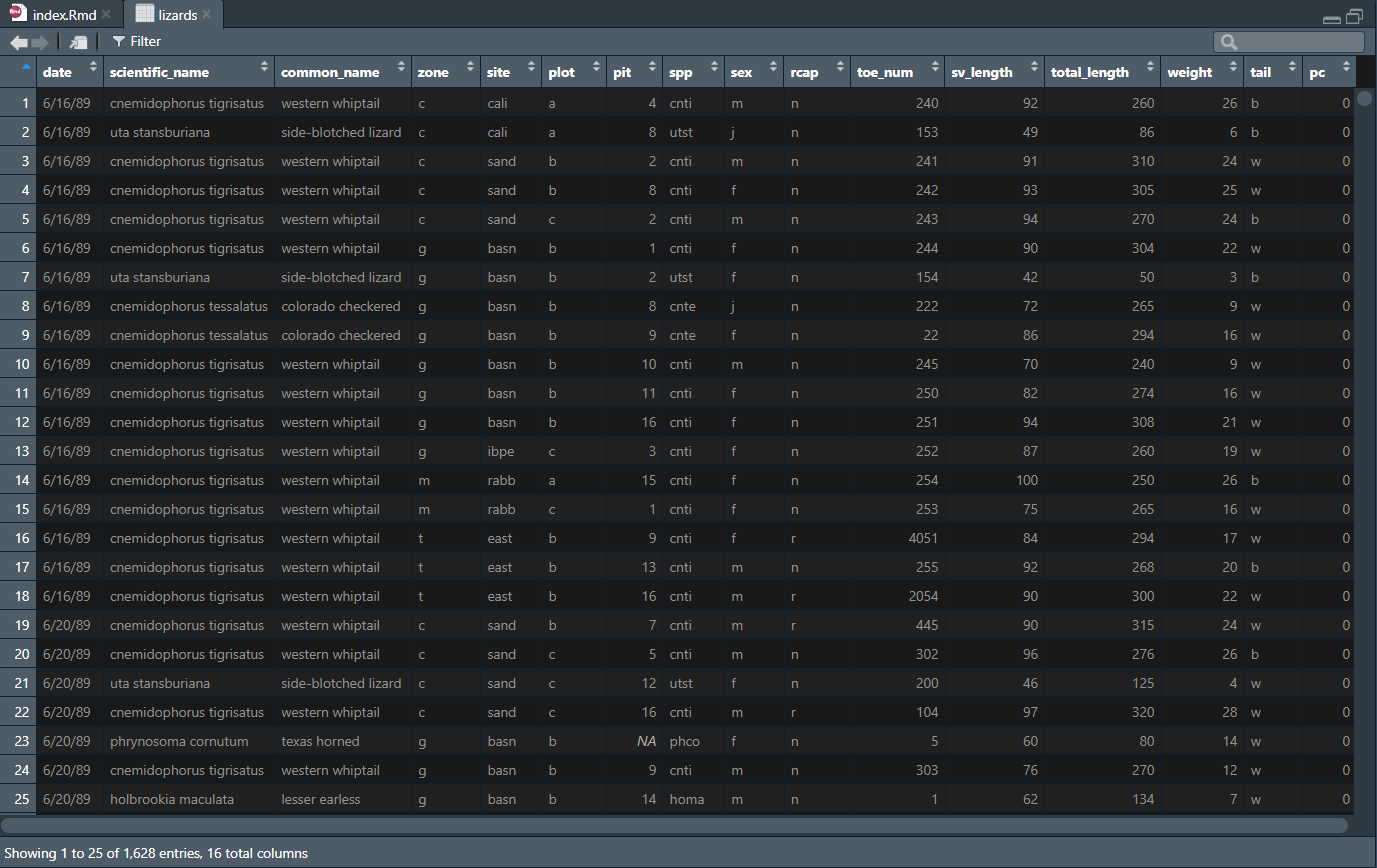 Rmd index.Rmd × lizards ×
Filter
date scientific_name common_name zone site plot pit spp sex rcap toe_num sv_length total_length weight tail pc
1 6/16/89 cnemidophorus tigrisatus western whiptail c cali a 4 cnti m n 240 92 260 26 b 0
2 6/16/89 uta stansburiana side-blotched lizard c cali a 8 utst j n 153 49 86 6 b 0
3 6/16/89 cnemidophorus tigrisatus western whiptail c sand b 2 cnti m n 241 91 310 24 w 0
4 6/16/89 cnemidophorus tigrisatus western whiptail c sand b 8 cnti f n 242 93 305 25 w 0
5 6/16/89 cnemidophorus tigrisatus western whiptail c sand c 2 cnti m n 243 94 270 24 b 0
6 6/16/89 cnemidophorus tigrisatus western whiptail g basn b 1 cnti f n 244 90 304 22 w 0
7 6/16/89 uta stansburiana side-blotched lizard g basn b 2 utst f n 154 42 50 3 b 0
8 6/16/89 cnemidophorus tessalatus colorado checkered g basn b 8 cnte j n 222 72 265 9 w 0
9 6/16/89 cnemidophorus tessalatus colorado checkered g basn b 9 cnte f n 22 86 294 16 w 0
10 6/16/89 cnemidophorus tigrisatus western whiptail g basn b 10 cnti m n 245 70 240 9 w 0
11 6/16/89 cnemidophorus tigrisatus western whiptail g basn b 11 cnti f n 250 82 274 16 w 0
12 6/16/89 cnemidophorus tigrisatus western whiptail g basn b 16 cnti f n 251 94 308 21 w 0
13 6/16/89 cnemidophorus tigrisatus western whiptail g ibpe c 3 cnti f n 252 87 260 19 w 0
14 6/16/89 cnemidophorus tigrisatus western whiptail m rabb a 15 cnti f n 254 100 250 26 b 0
15 6/16/89 cnemidophorus tigrisatus western whiptail m rabb c 1 cnti f n 253 75 265 16 w 0
16 6/16/89 cnemidophorus tigrisatus western whiptail t east b 9 cnti f r 4051 84 294 17 w 0
17 6/16/89 cnemidophorus tigrisatus western whiptail t east b 13 cnti m n 255 92 268 20 b 0
18 6/16/89 cnemidophorus tigrisatus western whiptail t east b 16 cnti m r 2054 90 300 22 w 0
19 6/20/89 cnemidophorus tigrisatus western whiptail c sand b 7 cnti m r 445 90 315 24 w 0
20 6/20/89 cnemidophorus tigrisatus western whiptail c sand c 5 cnti m n 302 96 276 26 b 0
21 6/20/89 uta stansburiana side-blotched lizard c sand c 12 utst f n 200 46 125 4 w 0
22 6/20/89 cnemidophorus tigrisatus western whiptail c sand c 16 cnti m r 104 97 320 28 w 0
23 6/20/89 phrynosoma cornutum texas horned g basn b NA phco f n 5 60 80 14 w 0
24 6/20/89 cnemidophorus tigrisatus western whiptail g basn b 9 cnti m n 303 76 270 12 w 0
25 6/20/89 holbrookia maculata lesser earless g basn b 14 homa m n 1 62 134 7 w 0
Showing 1 to 25 of 1,628 entries, 16 total columns